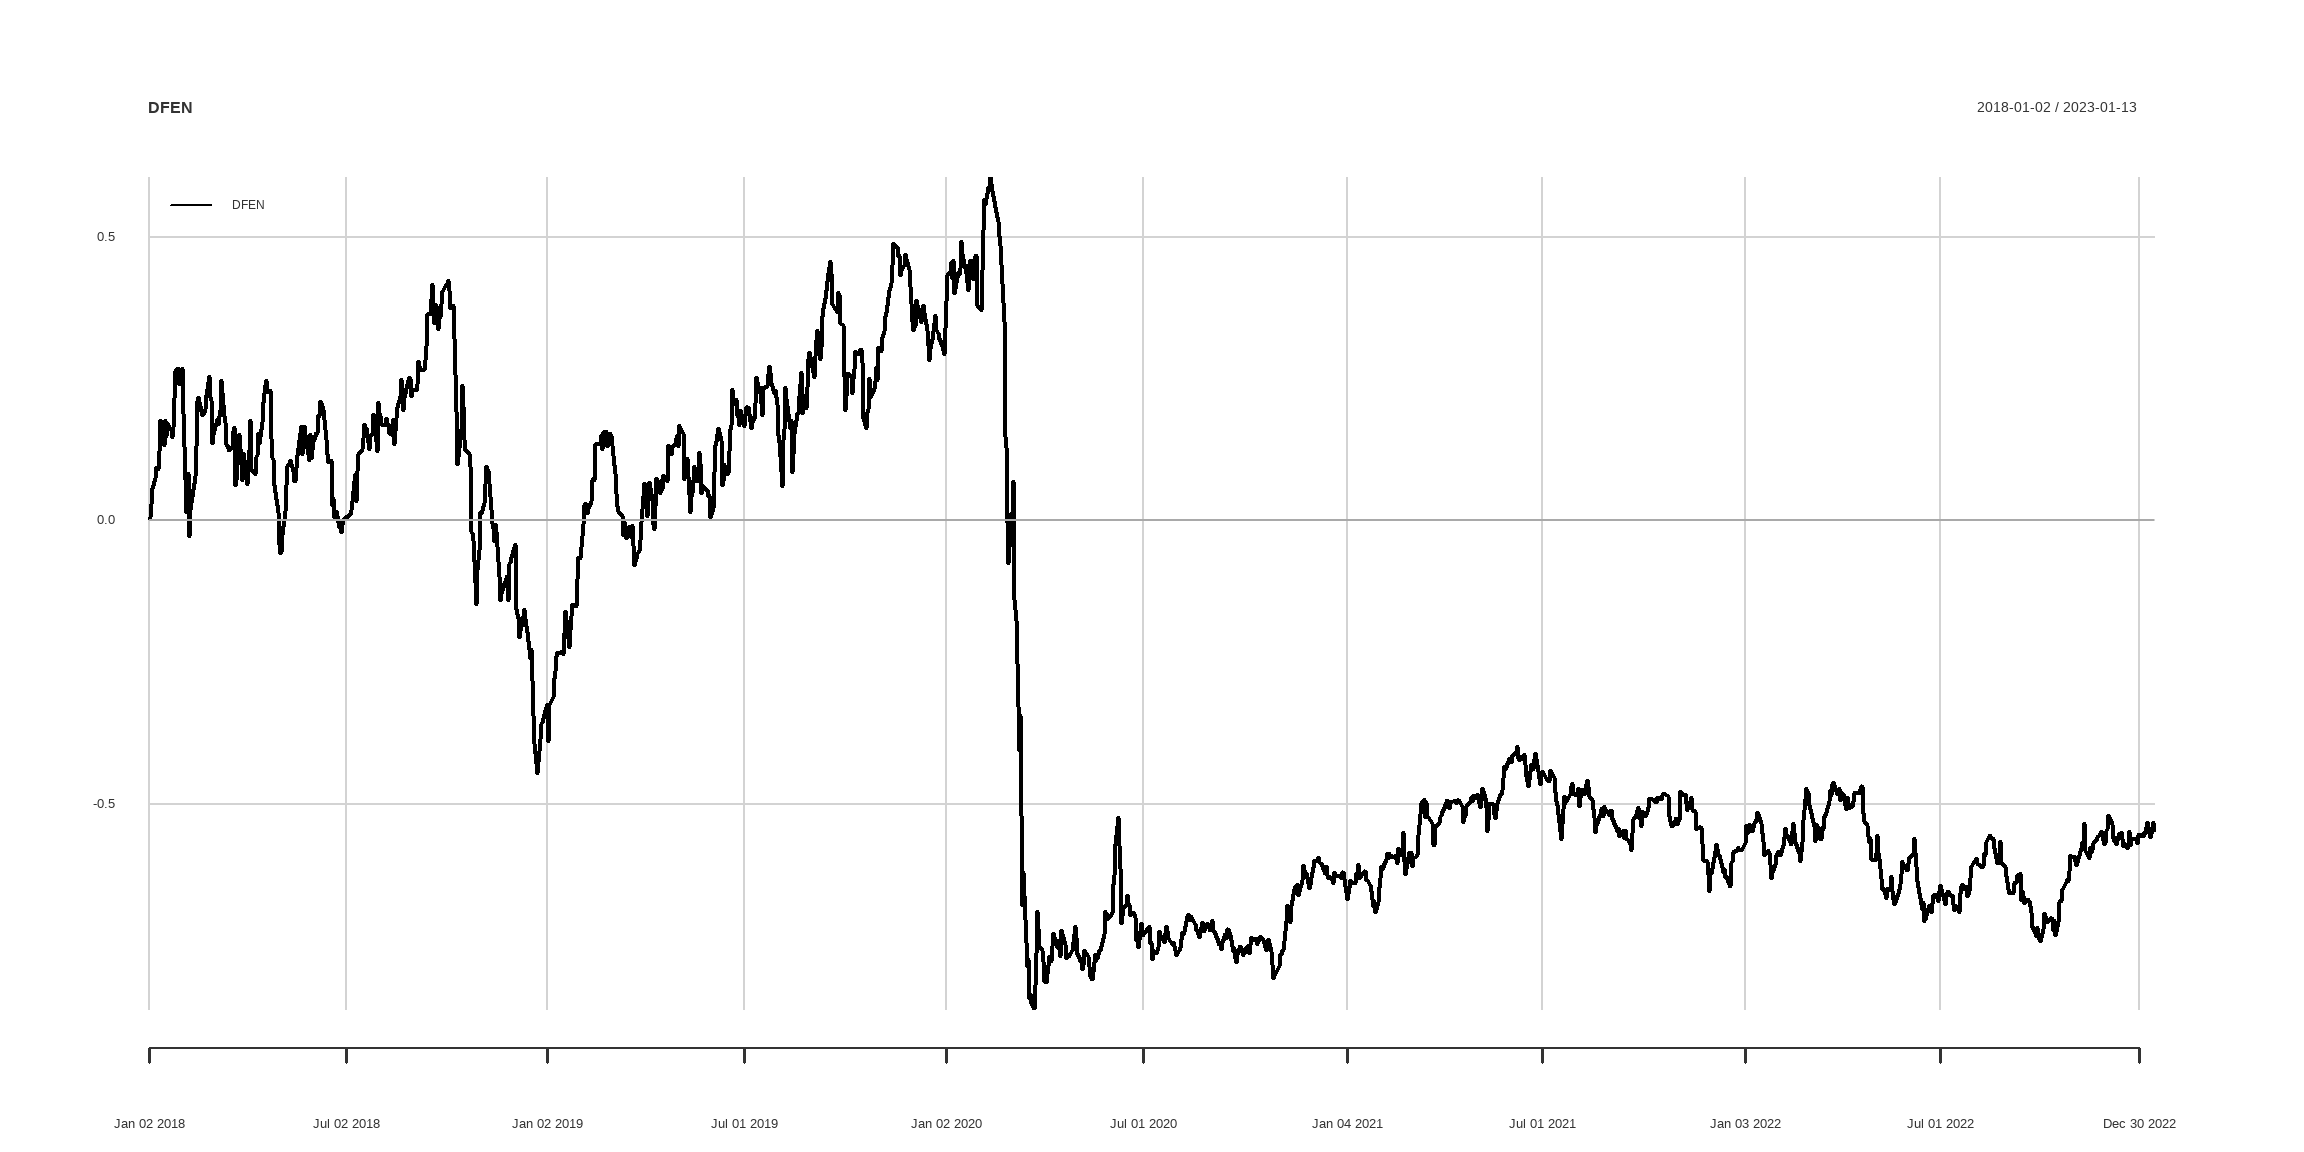 DFEN
2018-01-02 / 2023-01-13
DFEN
0.5
0.0
-0.5
Jan 02 2018
Jul 02 2018
Jan 02 2019
Jul 01 2019
Jan 02 2020
Jul 01 2020
Jan 04 2021
Jul 01 2021
Jan 03 2022
Jul 01 2022
Dec 30 2022